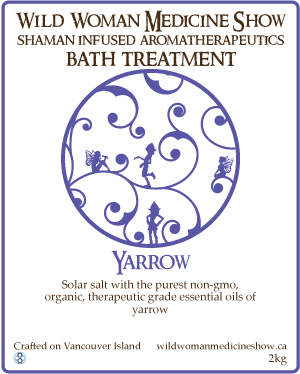 Wild Woman Medicine Show
Shaman Infused Aromatherapeutics
Bath Treatment
Yarrow
Solar salt with the purest non-gmo,
organic, therapeutic grade essential oils of
yarrow
Crafted on Vancouver Island wildwomanmedicineshow.ca
2kg